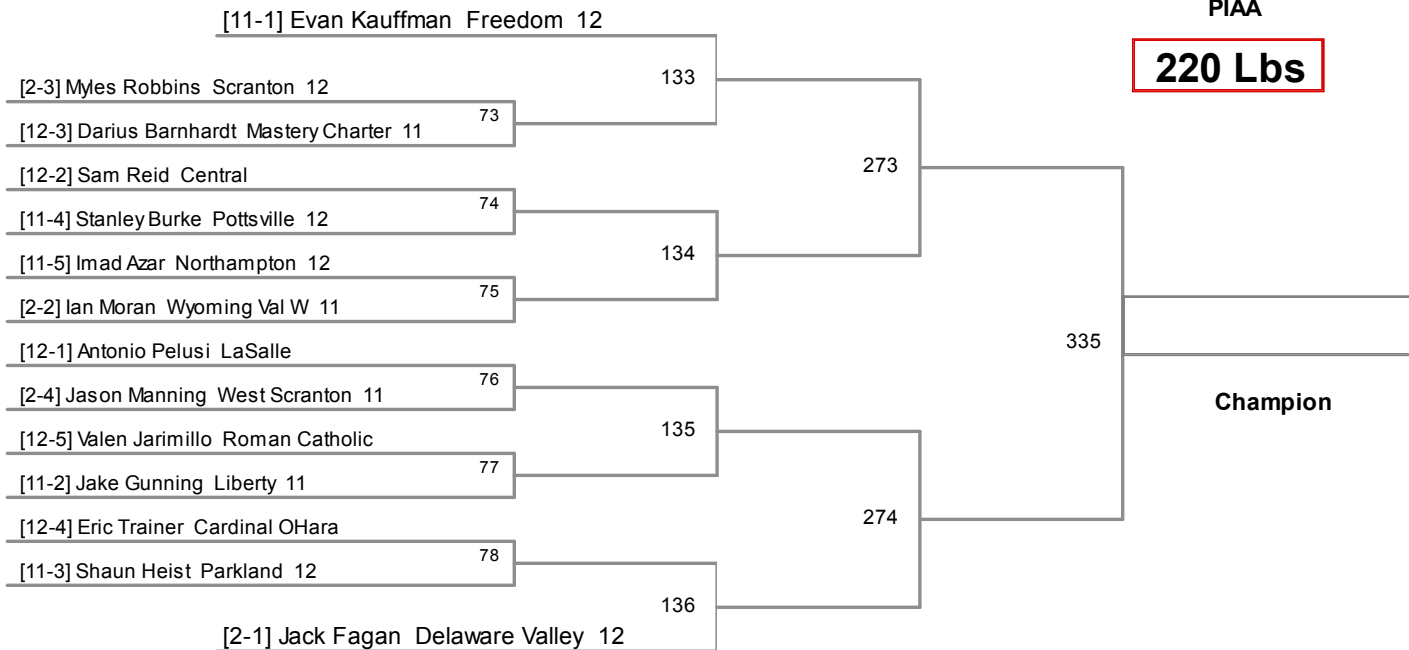 PIAA
[11-1] Evan Kauffman Freedom 12
220 Lbs
133
[2-3] Myles Robbins Scranton 12
73
[12-3] Darius Barnhardt Mastery Charter 11
273
[12-2] Sam Reid Central
74
[11-4] Stanley Burke Pottsville 12
134
[11-5] Imad Azar Northampton 12
75
[2-2] Ian Moran Wyoming Val W 11
335
[12-1] Antonio Pelusi LaSalle
76
[2-4] Jason Manning West Scranton 11
Champion
135
[12-5] Valen Jarimillo Roman Catholic
77
[11-2] Jake Gunning Liberty 11
274
[12-4] Eric Trainer Cardinal OHara
78
[11-3] Shaun Heist Parkland 12
136
[2-1] Jack Fagan Delaware Valley 12